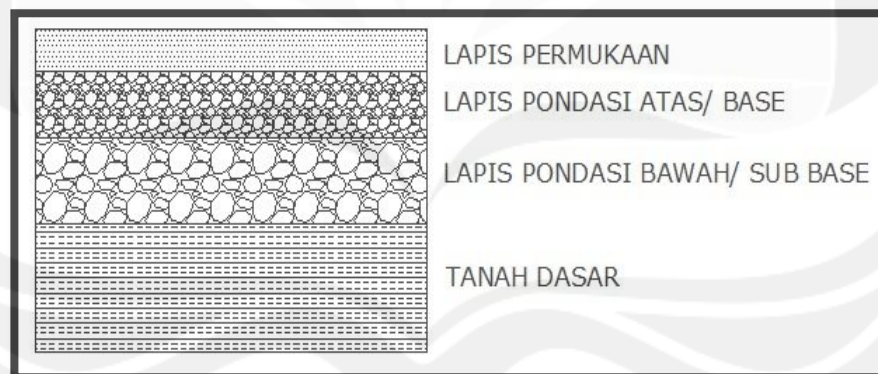 LAPIS PERMUKAAN
LAPIS PONDASI ATAS/ BASE
LAPIS PONDASI BAWAH/ SUB BASE
TANAH DASAR